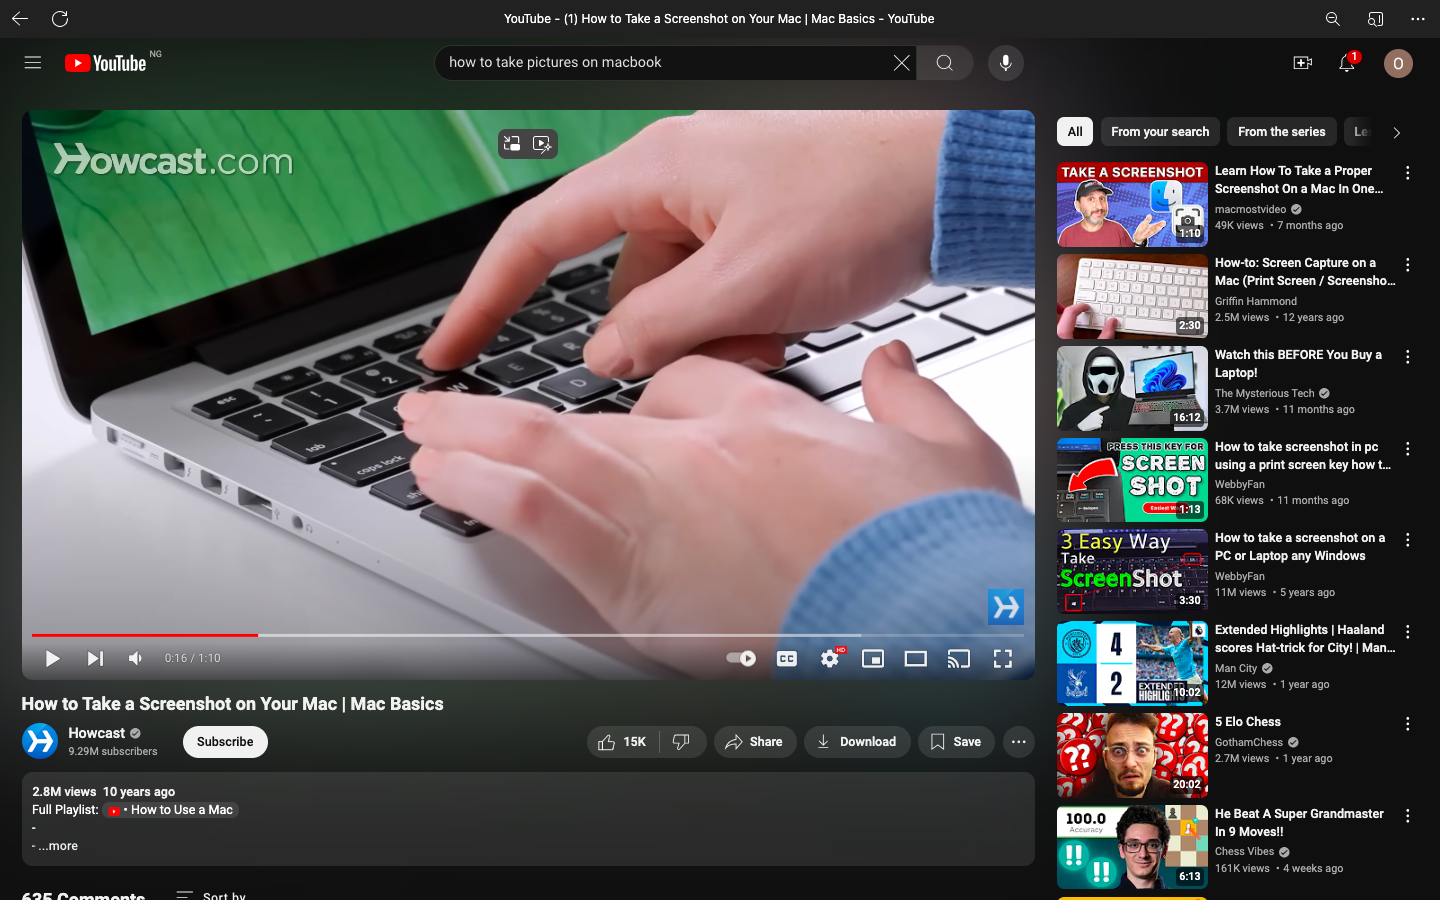 YouTube - (1) How to Take a Screenshot on Your Mac | Mac Basics - YouTube
YouTube NG
how to take pictures on macbook
1
O
Howcast.com
esc
1
2
W
D
tab
caps lock
fn
0:16 / 1:10
CC
HD
How to Take a Screenshot on Your Mac | Mac Basics
Howcast
9.29M subscribers
Subscribe
15K
Share
Download
Save
2.8M views 10 years ago
Full Playlist: • How to Use a Mac
-
- ...more
635 Comments
Sort by
All
From your search
From the series
TAKE A SCREENSHOT
1:10
Learn How To Take a Proper
Screenshot On a Mac In One...
macmostvideo
49K views • 7 months ago
2:30
How-to: Screen Capture on a
Mac (Print Screen / Screensho...
Griffin Hammond
2.5M views • 12 years ago
16:12
Watch this BEFORE You Buy a
Laptop!
The Mysterious Tech
3.7M views • 11 months ago
PRESS THIS KEY FOR
SCREEN
SHOT
1:13
How to take screenshot in pc
using a print screen key how t...
WebbyFan
68K views • 11 months ago
3 Easy Way
Take
ScreenShot
3:30
How to take a screenshot on a
PC or Laptop any Windows
WebbyFan
11M views • 5 years ago
4
2
EXTENDED
HIGHLIG
10:02
Extended Highlights | Haaland
scores Hat-trick for City! | Man...
Man City
12M views • 1 year ago
??
20:02
5 Elo Chess
GothamChess
2.7M views • 1 year ago
100.0
Accuracy
!!
!!
6:13
He Beat A Super Grandmaster
In 9 Moves!!
Chess Vibes
161K views • 4 weeks ago